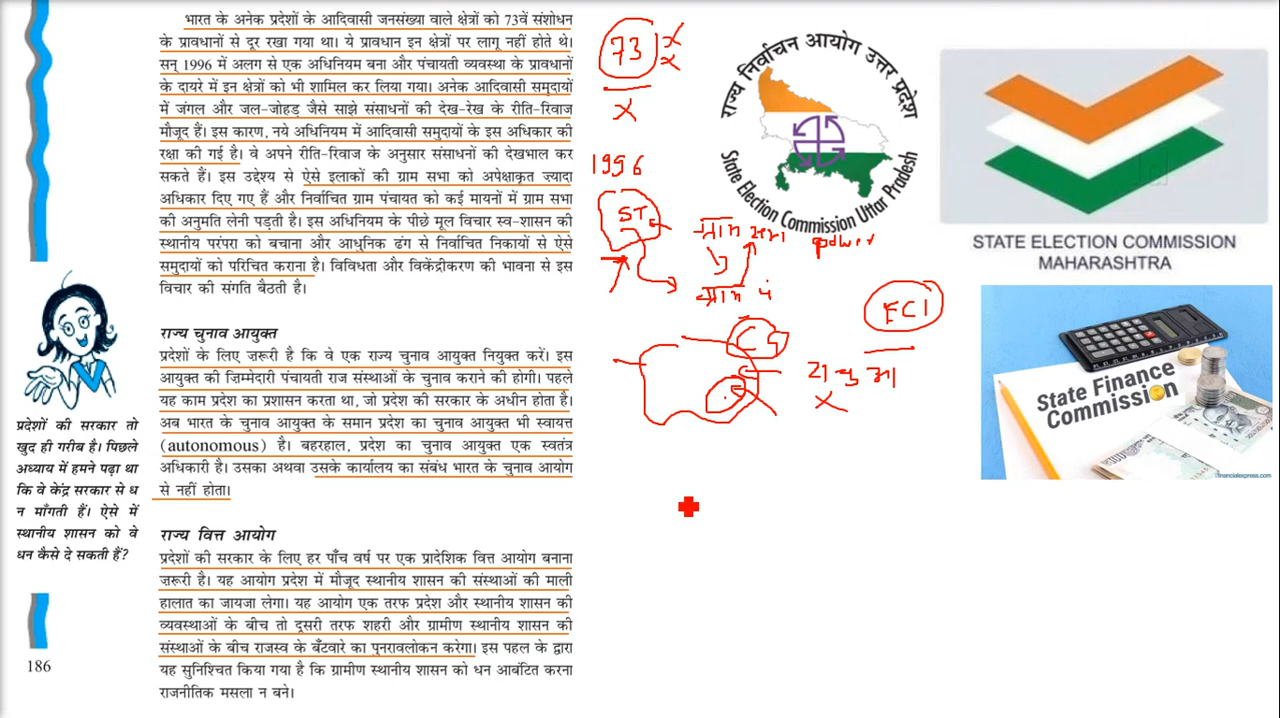 भारत के अनेक प्रदेशों के आदिवासी जनसंख्या वाले क्षेत्रों को 73वें संशोधन
के प्रावधानों से दूर रखा गया था। ये प्रावधान इन क्षेत्रों पर लागू नहीं होते थे।
सन् 1996 में अलग से एक अधिनियम बना और पंचायती व्यवस्था के प्रावधानों
के दायरे में इन क्षेत्रों को भी शामिल कर लिया गया। अनेक आदिवासी समुदायों
में जंगल और जल-जोहड़ जैसे साझे संसाधनों की देख-रेख के रीति-रिवाज
मौजूद हैं। इस कारण, नये अधिनियम में आदिवासी समुदायों के इस अधिकार की
रक्षा की गई है। वे अपने रीति-रिवाज के अनुसार संसाधनों की देखभाल कर
सकते हैं। इस उद्देश्य से ऐसे इलाकों की ग्राम सभा को अपेक्षाकृत ज्यादा
अधिकार दिए गए हैं और निर्वाचित ग्राम पंचायत को कई मायनों में ग्राम सभा
की अनुमति लेनी पड़ती है। इस अधिनियम के पीछे मूल विचार स्व-शासन की
स्थानीय परंपरा को बचाना और आधुनिक ढंग से निर्वाचित निकायों से ऐसे
समुदायों को परिचित कराना है। विविधता और विकेंद्रीकरण की भावना से इस
विचार की संगति बैठती है।
राज्य चुनाव आयुक्त
प्रदेशों के लिए ज़रूरी है कि वे एक राज्य चुनाव आयुक्त नियुक्त करें। इस
आयुक्त की ज़िम्मेदारी पंचायती राज संस्थाओं के चुनाव कराने की होगी। पहले
यह काम प्रदेश का प्रशासन करता था, जो प्रदेश की सरकार के अधीन होता है।
अब भारत के चुनाव आयुक्त के समान प्रदेश का चुनाव आयुक्त भी स्वायत्त
(autonomous) है। बहरहाल, प्रदेश का चुनाव आयुक्त एक स्वतंत्र
अधिकारी है। उसका अथवा उसके कार्यालय का संबंध भारत के चुनाव आयोग
से नहीं होता।
राज्य वित्त आयोग
प्रदेशों की सरकार के लिए हर पाँच वर्ष पर एक प्रादेशिक वित्त आयोग बनाना
ज़रूरी है। यह आयोग प्रदेश में मौजूद स्थानीय शासन की संस्थाओं की माली
हालात का जायजा लेगा। यह आयोग एक तरफ प्रदेश और स्थानीय शासन की
व्यवस्थाओं के बीच तो दूसरी तरफ शहरी और ग्रामीण स्थानीय शासन की
संस्थाओं के बीच राजस्व के बँटवारे का पुनरावलोकन करेगा। इस पहल के द्वारा
यह सुनिश्चित किया गया है कि ग्रामीण स्थानीय शासन को धन आबंटित करना
राजनीतिक मसला न बने।
प्रदेशों की सरकार तो
खुद ही गरीब है। पिछले
अध्याय में हमने पढ़ा था
कि वे केंद्र सरकार से ध
न माँगती हैं। ऐसे में
स्थानीय शासन को वे
धन कैसे दे सकती हैं?
186
73 x
x
x
1996
ST
ग्राम सभा
ग्राम पं
power
ECI
CG
रा चु आ
x
राज्य निर्वाचन आयोग उत्तर प्रदेश
State Election Commission Uttar Pradesh
STATE ELECTION COMMISSION
MAHARASHTRA
State Finance
Commission
financialexpress.com